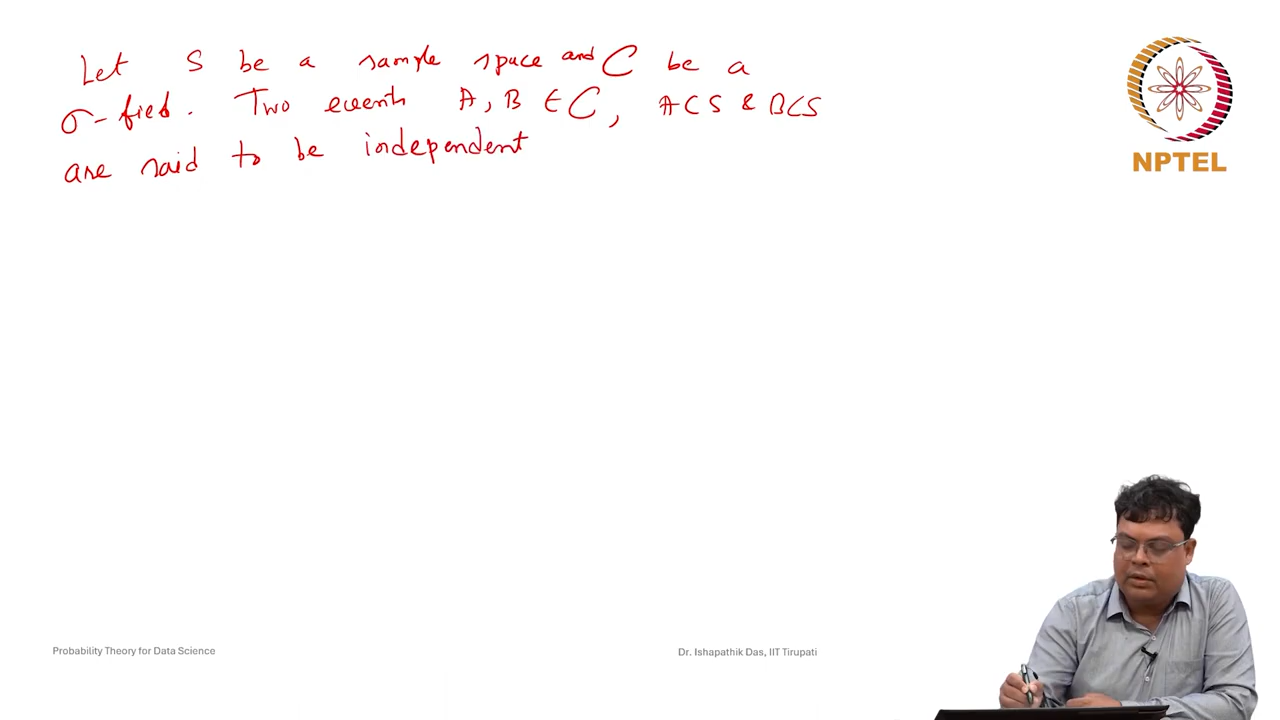 Let S be a sample space and C be a
σ-field. Two events A, B ∈ C, A ⊂ S & B ⊂ S
are said to be independent
NPTEL
Probability Theory for Data Science
Dr. Ishapathik Das, IIT Tirupati